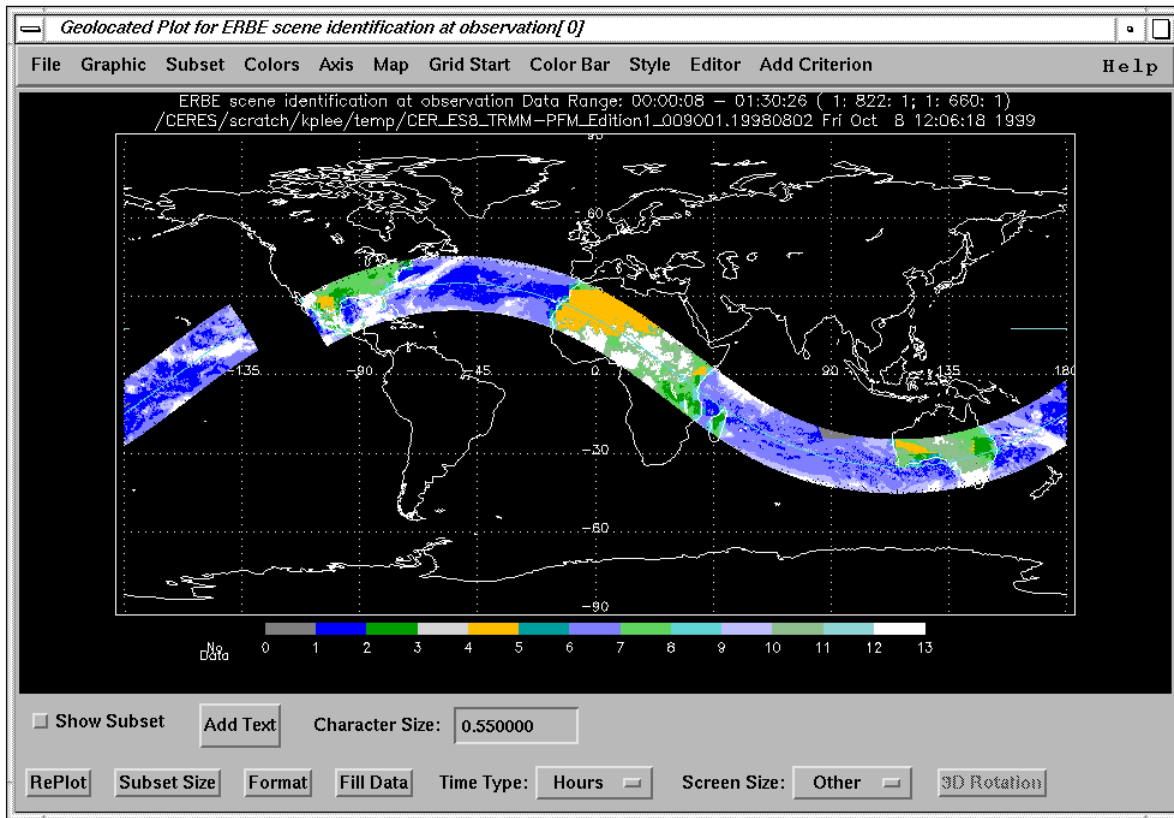 Geolocated Plot for ERBE scene identification at observation[ 0]
File Graphic Subset Colors Axis Map Grid Start Color Bar Style Editor Add Criterion Help
ERBE scene identification at observation Data Range: 00:00:08 - 01:30:26 ( 1: 822: 1; 1: 660: 1)
/CERES/scratch/kplee/temp/CER_ES8_TRMM-PFM_Edition1_009001.19980802 Fri Oct 8 12:06:18 1999
90
60
-135 -90 0 90 135 180
-30
-60
-90
No Data 0 1 2 3 4 5 6 7 8 9 10 11 12 13
Show Subset Add Text Character Size: 0.550000
RePlot Subset Size Format Fill Data Time Type: Hours Screen Size: Other 3D Rotation